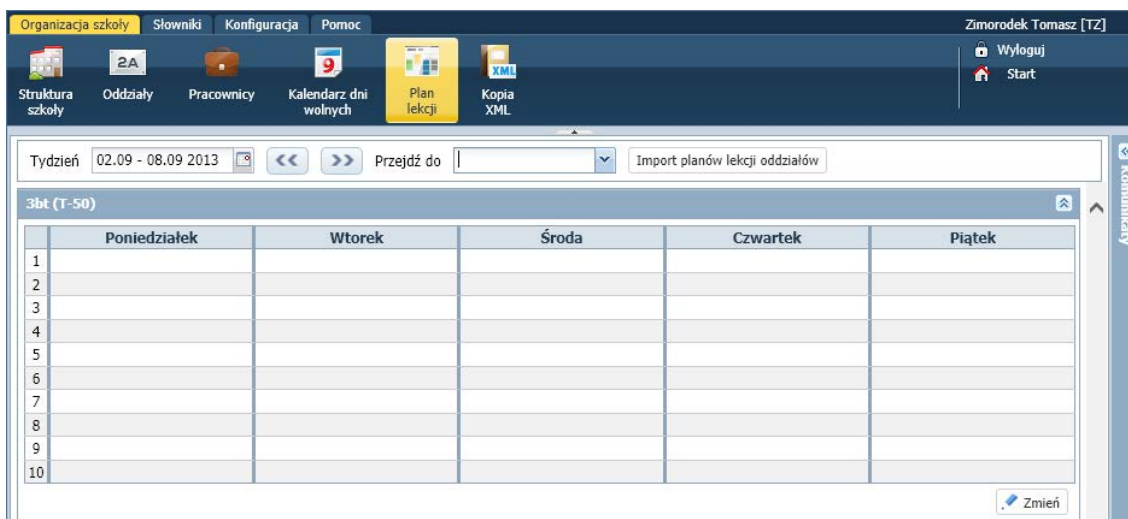 Organizacja szkoły Słowniki Konfiguracja Pomoc Zimorodek Tomasz [TZ]
2A 9 XML Wyloguj
Struktura szkoły Oddziały Pracownicy Kalendarz dni wolnych Plan lekcji Kopia XML Start
Tydzień 02.09 - 08.09 2013 << >> Przejdź do Import planów lekcji oddziałów
Komunikaty
3bt (T-50)
Poniedziałek Wtorek Środa Czwartek Piątek
1
2
3
4
5
6
7
8
9
10
Zmień